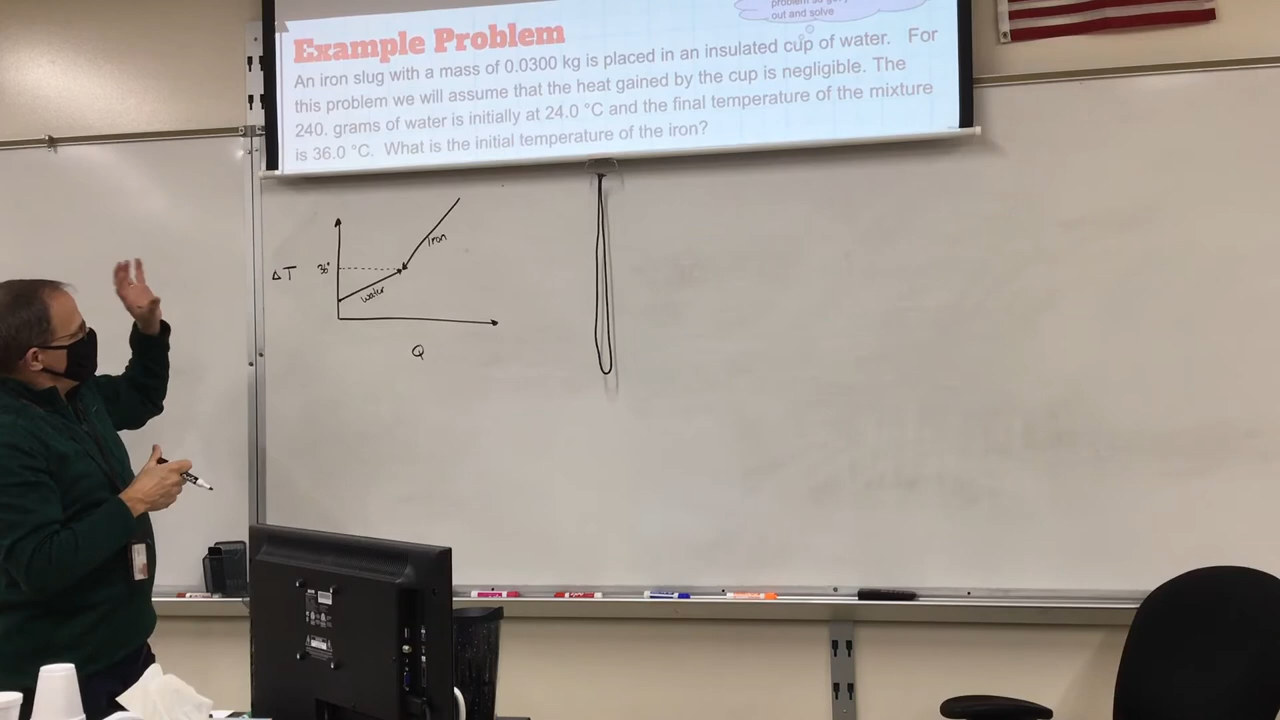 out and solve
Example Problem
An iron slug with a mass of 0.0300 kg is placed in an insulated cup of water. For
this problem we will assume that the heat gained by the cup is negligible. The
240. grams of water is initially at 24.0 °C and the final temperature of the mixture
is 36.0 °C. What is the initial temperature of the iron?
Iron
ΔT
36°
water
Q